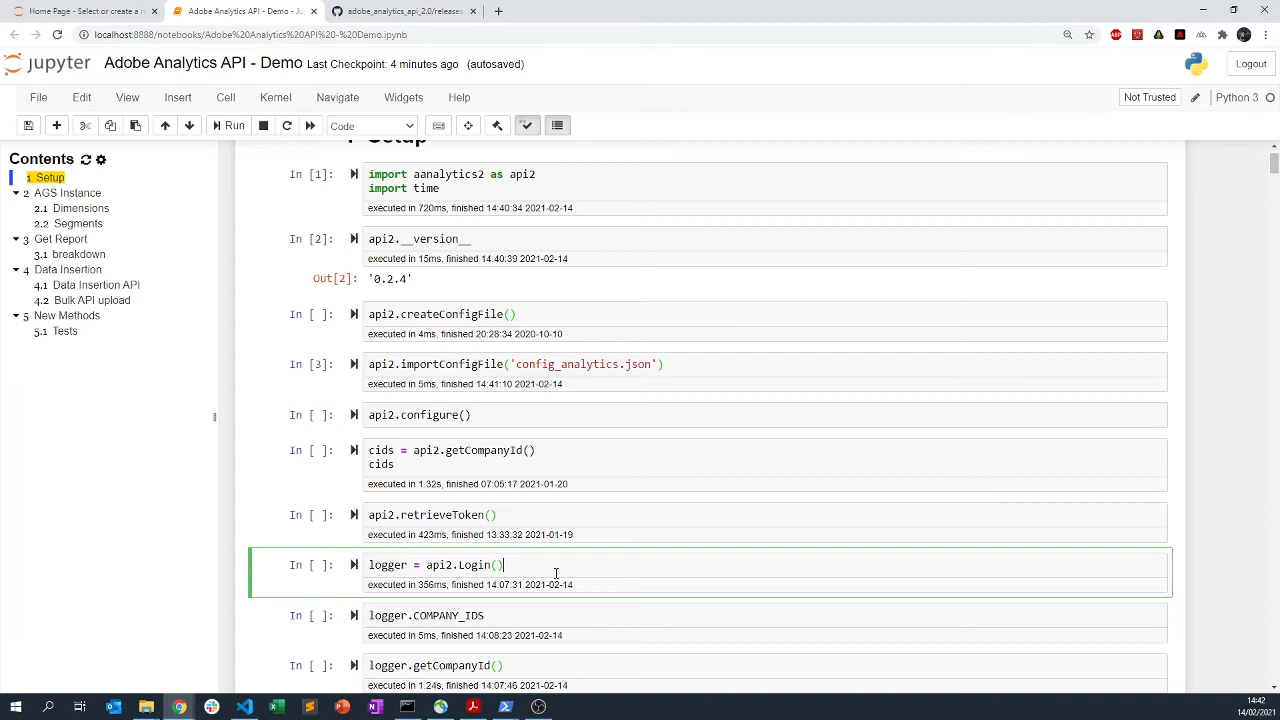 Home Page - Select or create a n
Adobe Analytics API - Demo
adobe_analytics_api_2.0/releases
localhost:8888/notebooks/Adobe%20Analytics%20API%20-%20Demo.ipynb
jupyter Adobe Analytics API - Demo Last Checkpoint: 4 minutes ago (autosaved)
Logout
File Edit View Insert Cell Kernel Navigate Widgets Help
Not Trusted
Python 3
Run
Code
Contents
1 Setup
2 AGS Instance
2.1 Dimensions
2.2 Segments
3 Get Report
3.1 breakdown
4 Data Insertion
4.1 Data Insertion API
4.2 Bulk API upload
5 New Methods
5.1 Tests
In [1]: import aanalytics2 as api2
import time
executed in 720ms, finished 14:40:34 2021-02-14
In [2]: api2.__version__
executed in 15ms, finished 14:40:39 2021-02-14
Out[2]: '0.2.4'
In [ ]: api2.createConfigFile()
executed in 4ms, finished 20:28:34 2020-10-10
In [3]: api2.importConfigFile('config_analytics.json')
executed in 5ms, finished 14:41:10 2021-02-14
In [ ]: api2.configure()
In [ ]: cids = api2.getCompanyId()
cids
executed in 1.32s, finished 07:05:17 2021-01-20
In [ ]: api2.retrieveToken()
executed in 423ms, finished 13:33:32 2021-01-19
In [ ]: logger = api2.Login()
executed in 356ms, finished 14:07:31 2021-02-14
In [ ]: logger.COMPANY_IDS
executed in 5ms, finished 14:08:23 2021-02-14
In [ ]: logger.getCompanyId()
executed in 1.24s, finished 14:07:46 2021-02-14
14:42
14/02/2021